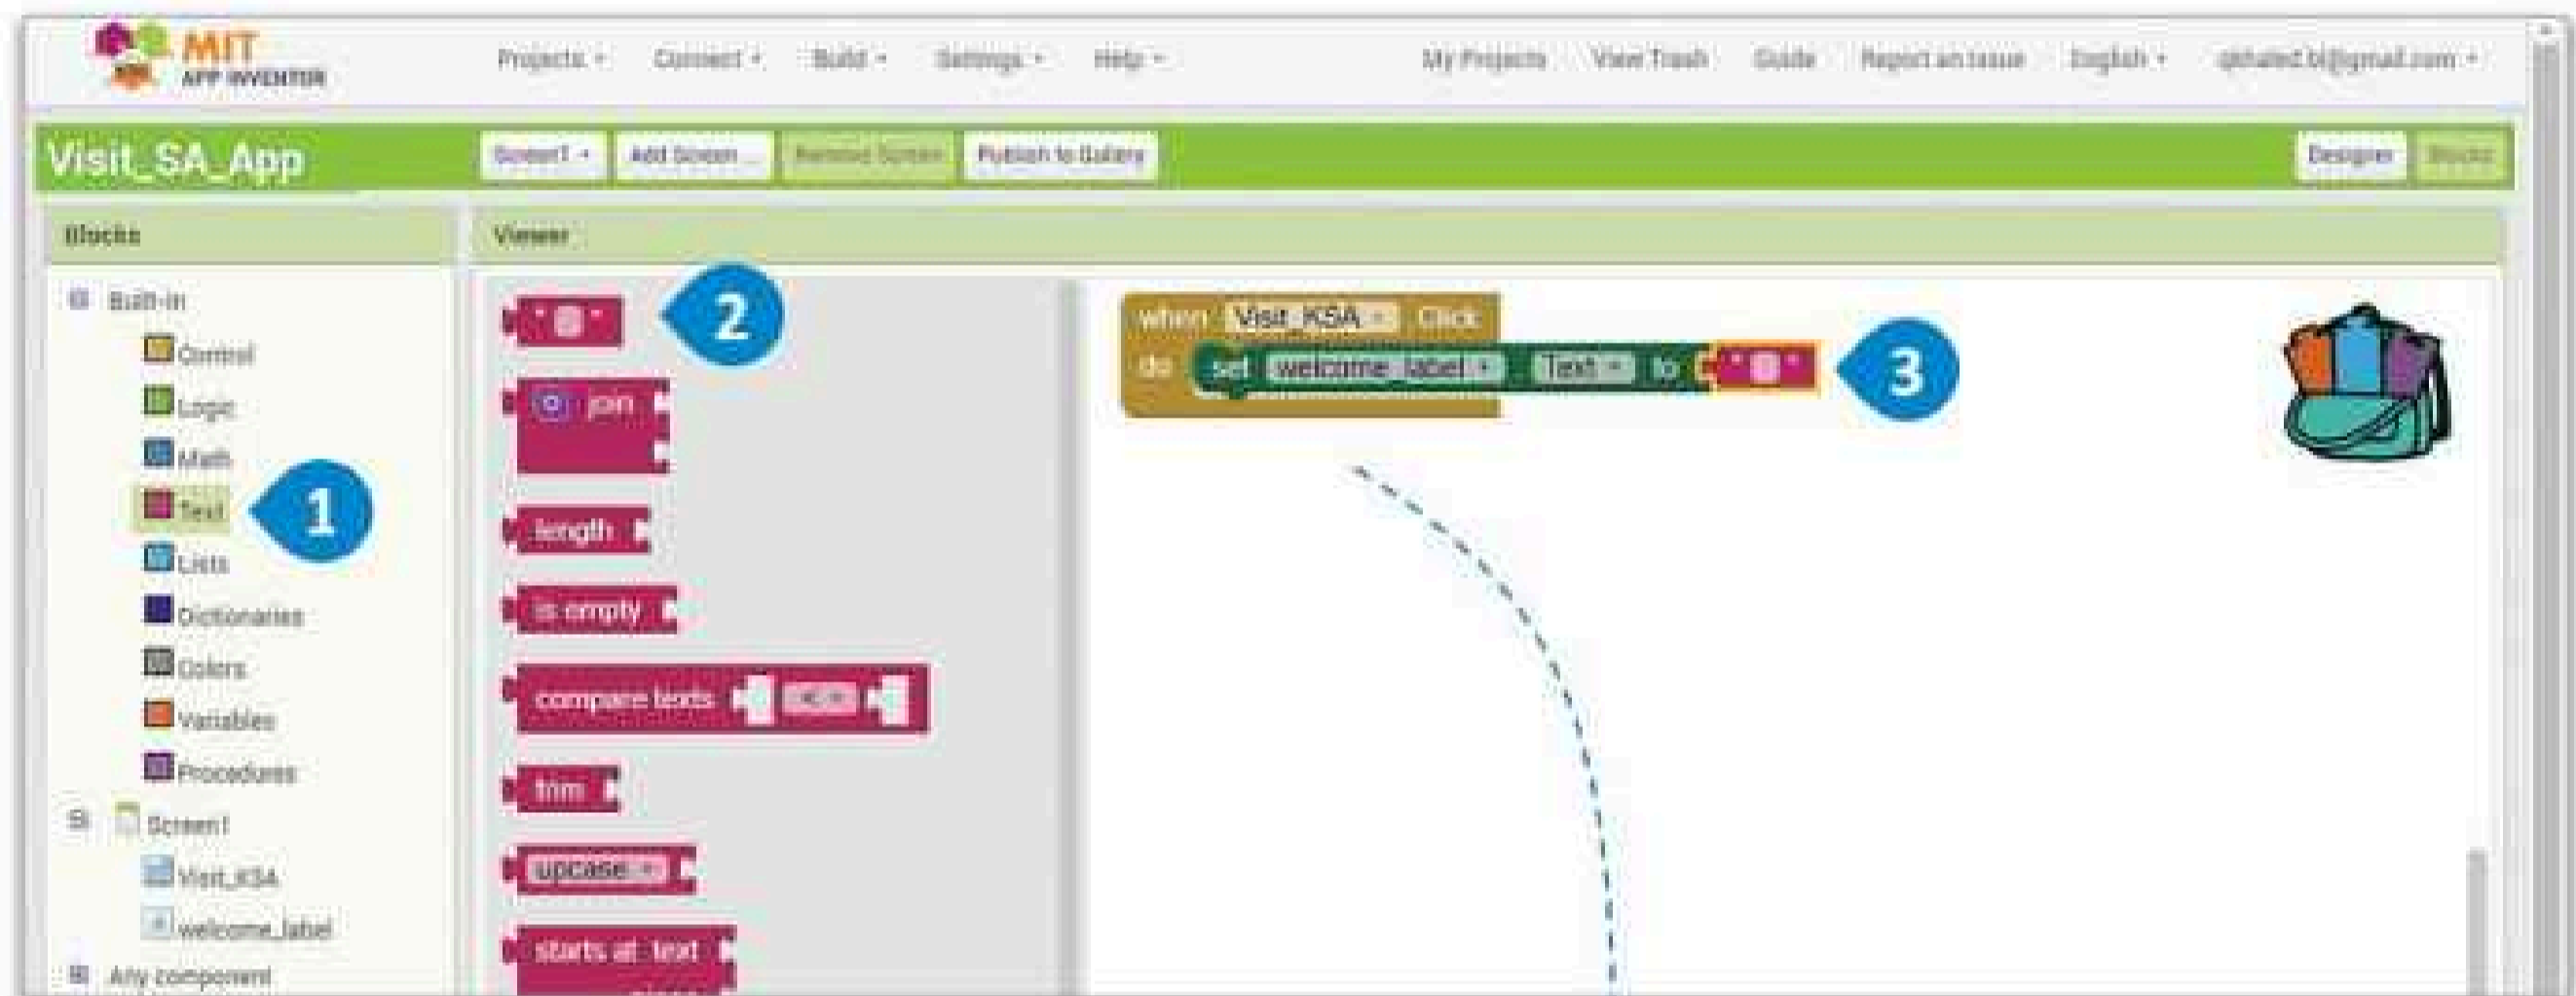 MIT
APP INVENTOR
Projects
Connect
Build
Settings
Help
My Projects
View Trash
Guide
Report an Issue
English
Visit_SA_App
Screen1
Add Screen ...
Remove Screen
Publish to Gallery
Designer
Blocks
Blocks
Viewer
Built-in
Control
Logic
Math
Text
Lists
Dictionaries
Colors
Variables
Procedures
Screen1
Visit_KSA
welcome_label
Any component
1
" "
2
join
length
is empty
compare texts <
trim
upcase
starts at text
when Visit_KSA .Click
do set welcome_label . Text to " "
3